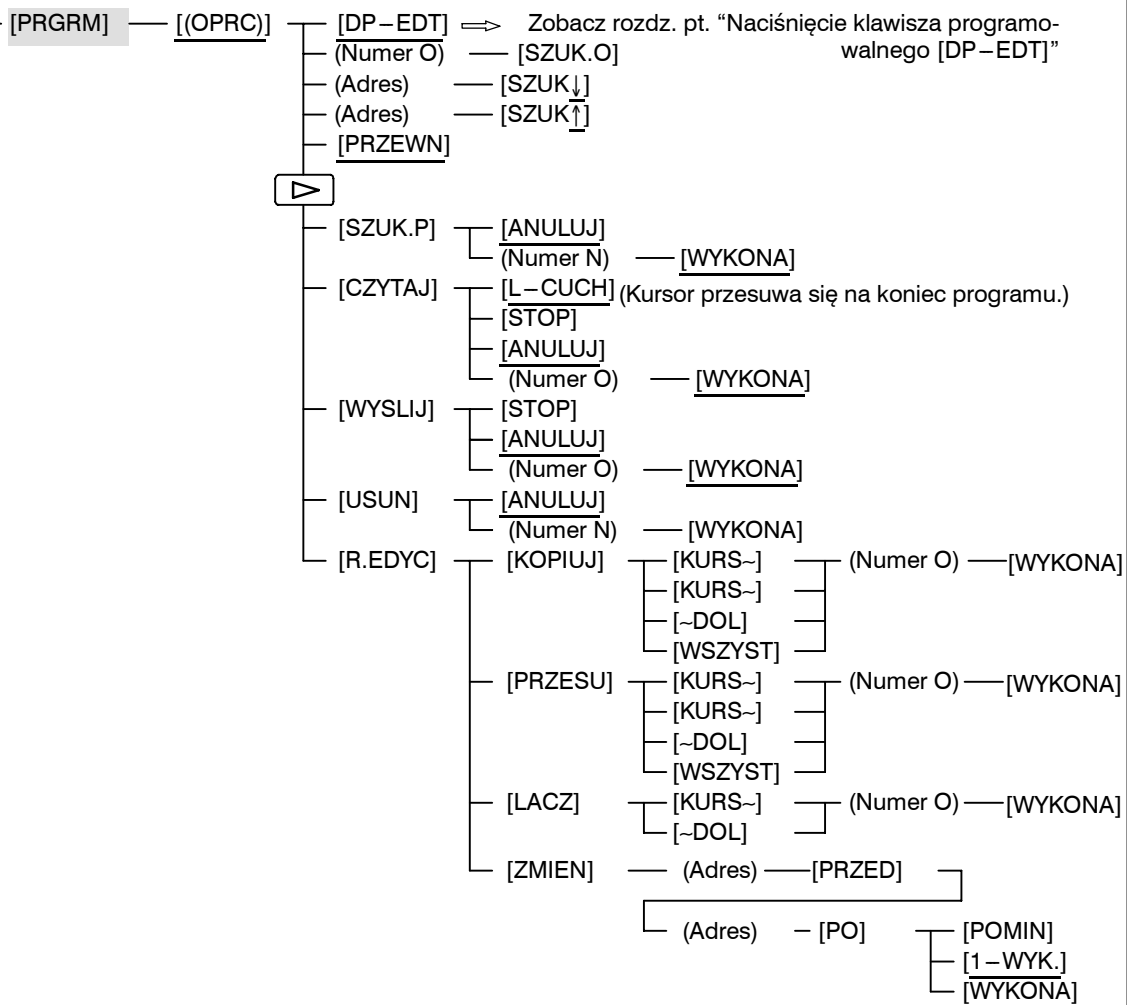 [PRGRM] [(OPRC)] [DP–EDT] ⇨ Zobacz rozdz. pt. “Naciśnięcie klawisza programo-
walnego [DP–EDT]”
(Numer O) [SZUK.O]
(Adres) [SZUK↓]
(Adres) [SZUK↑]
[PRZEWN]
[SZUK.P] [ANULUJ]
(Numer N) [WYKONA]
[CZYTAJ] [L–CUCH] (Kursor przesuwa się na koniec programu.)
[STOP]
[ANULUJ]
(Numer O) [WYKONA]
[WYSLIJ] [STOP]
[ANULUJ]
(Numer O) [WYKONA]
[USUN] [ANULUJ]
(Numer N) [WYKONA]
[R.EDYC] [KOPIUJ] [KURS~] (Numer O) [WYKONA]
[KURS~]
[~DOL]
[WSZYST]
[PRZESU] [KURS~] (Numer O) [WYKONA]
[KURS~]
[~DOL]
[WSZYST]
[LACZ] [KURS~] (Numer O) [WYKONA]
[~DOL]
[ZMIEN] (Adres) [PRZED]
(Adres) [PO] [POMIN]
[1–WYK.]
[WYKONA]